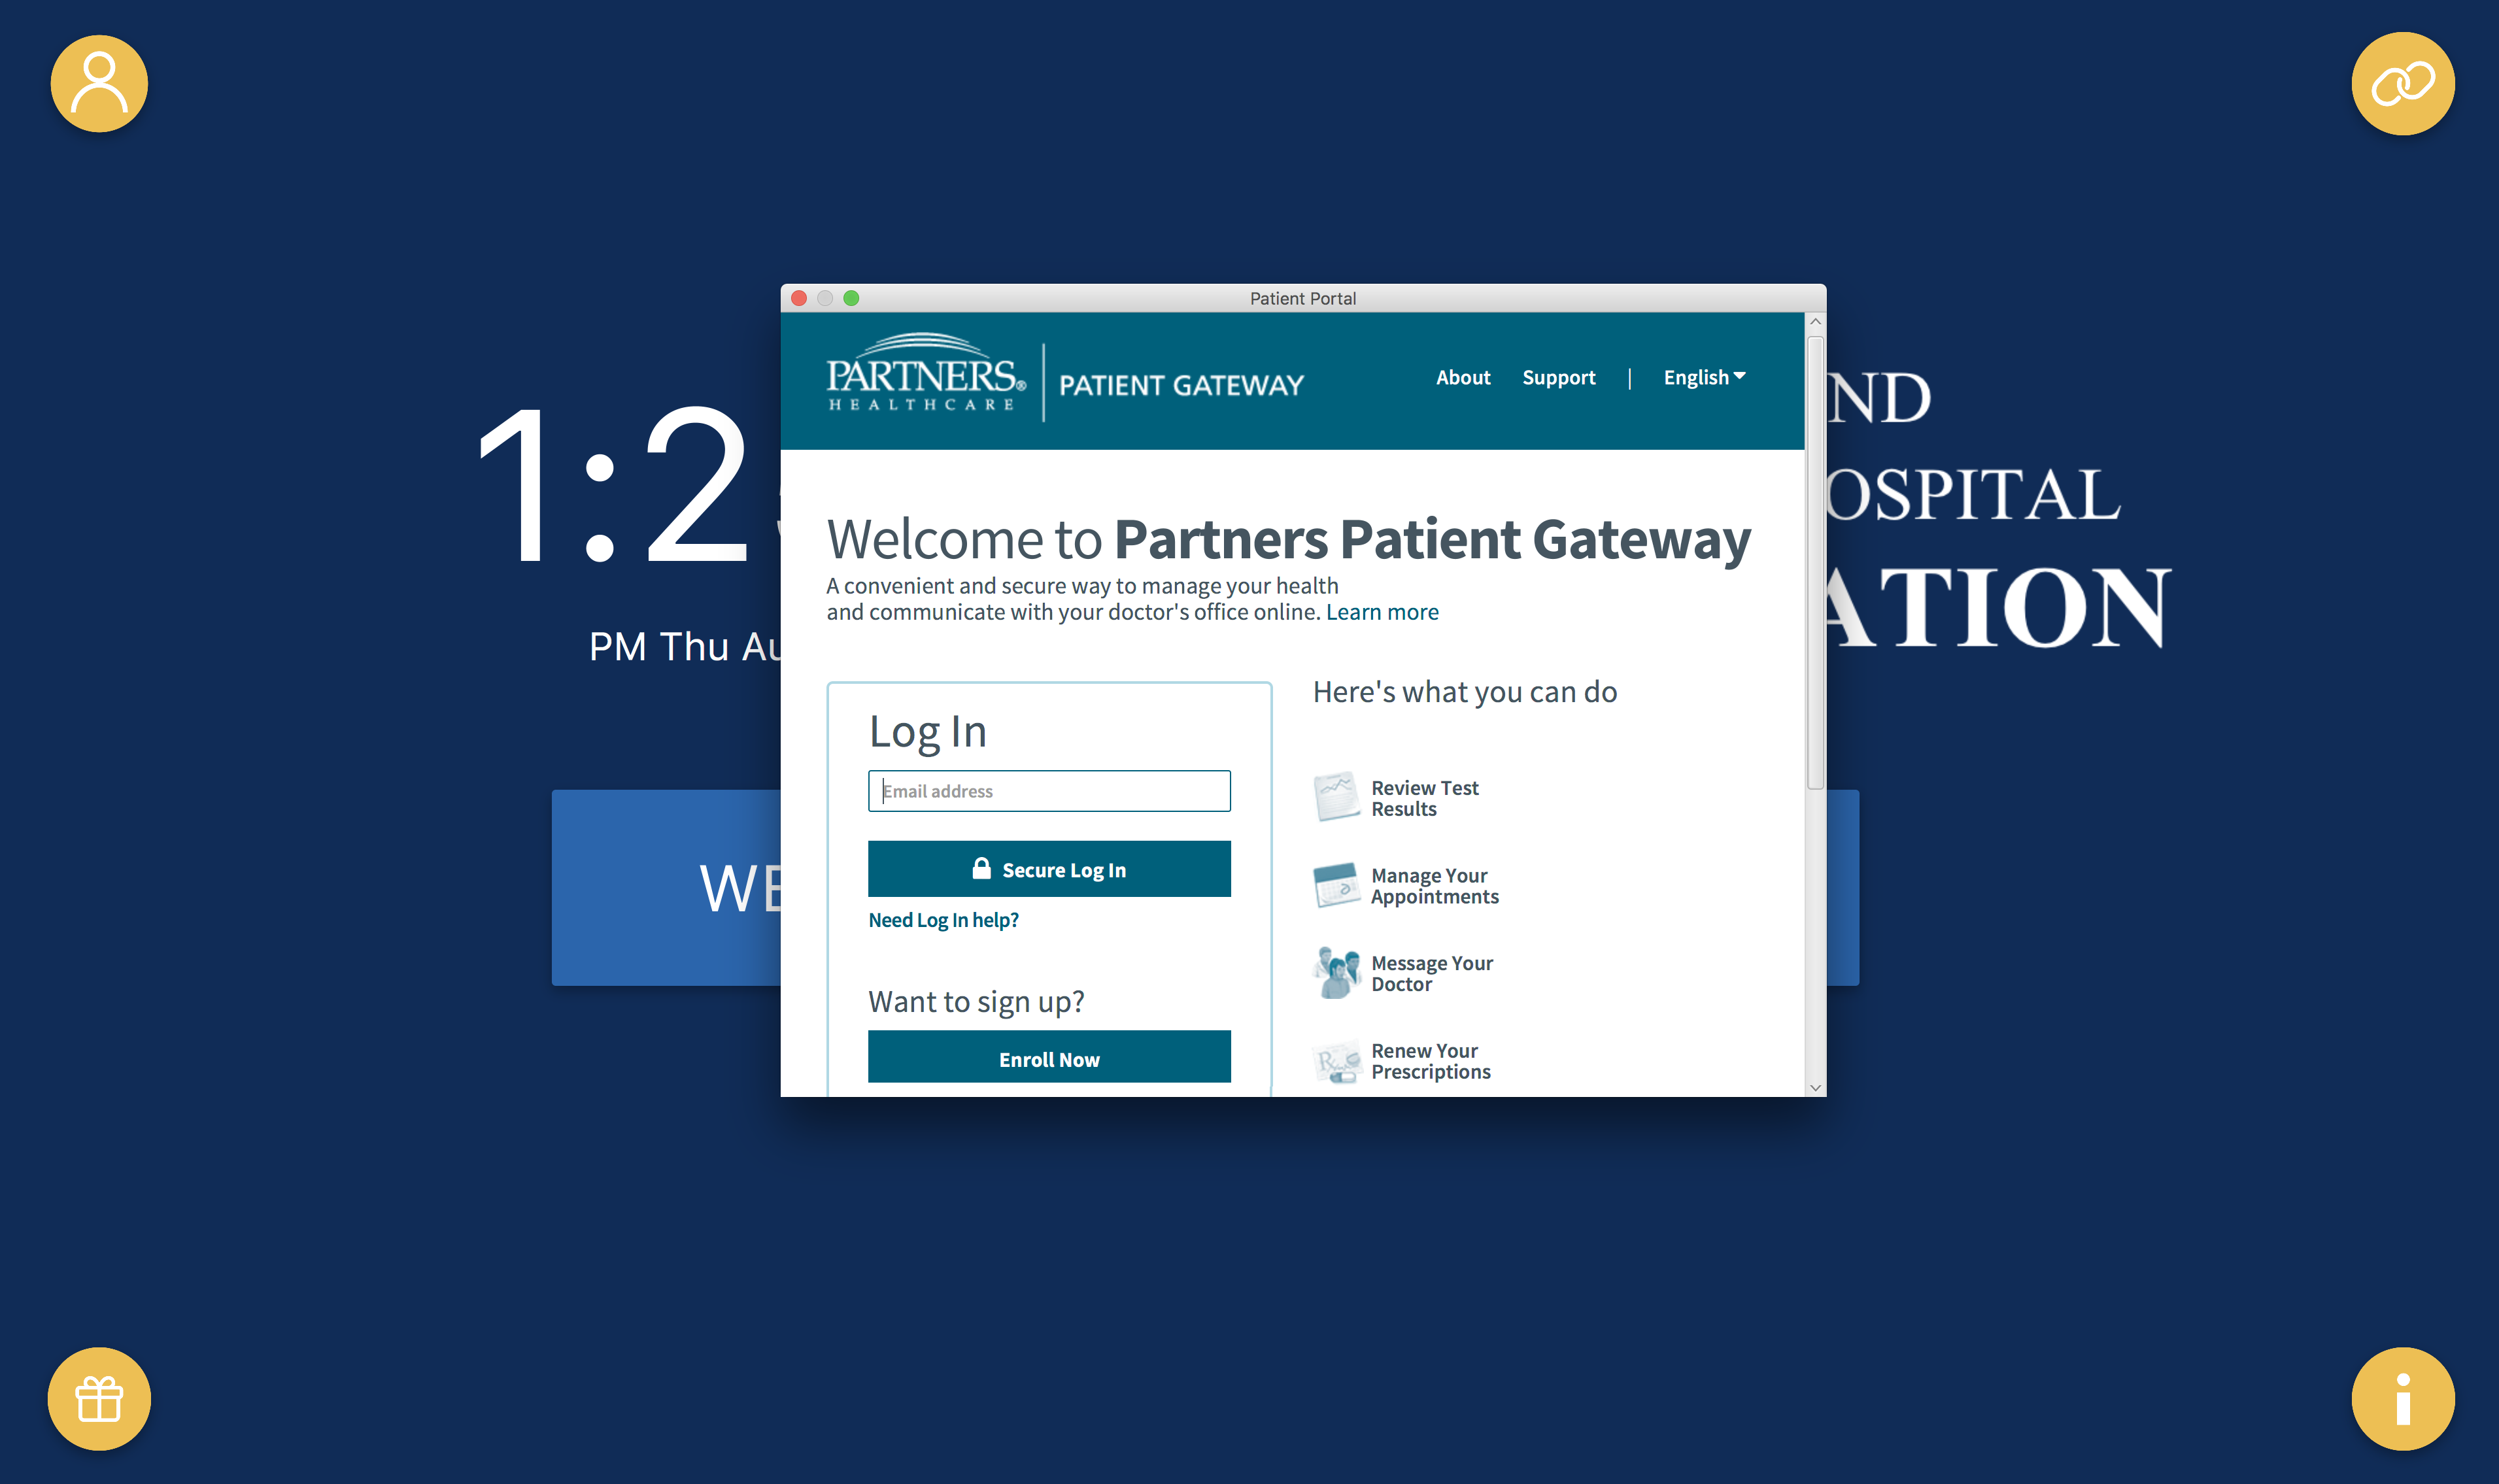 Patient Portal
PARTNERS®
HEALTHCARE
PATIENT GATEWAY
About Support | English
ND
OSPITAL
ATION
1:2
PM Thu Au
Welcome to Partners Patient Gateway
A convenient and secure way to manage your health
and communicate with your doctor's office online. Learn more
Log In
Email address
Secure Log In
Need Log In help?
Want to sign up?
Enroll Now
Here's what you can do
Review Test
Results
Manage Your
Appointments
Message Your
Doctor
Renew Your
Prescriptions
WE